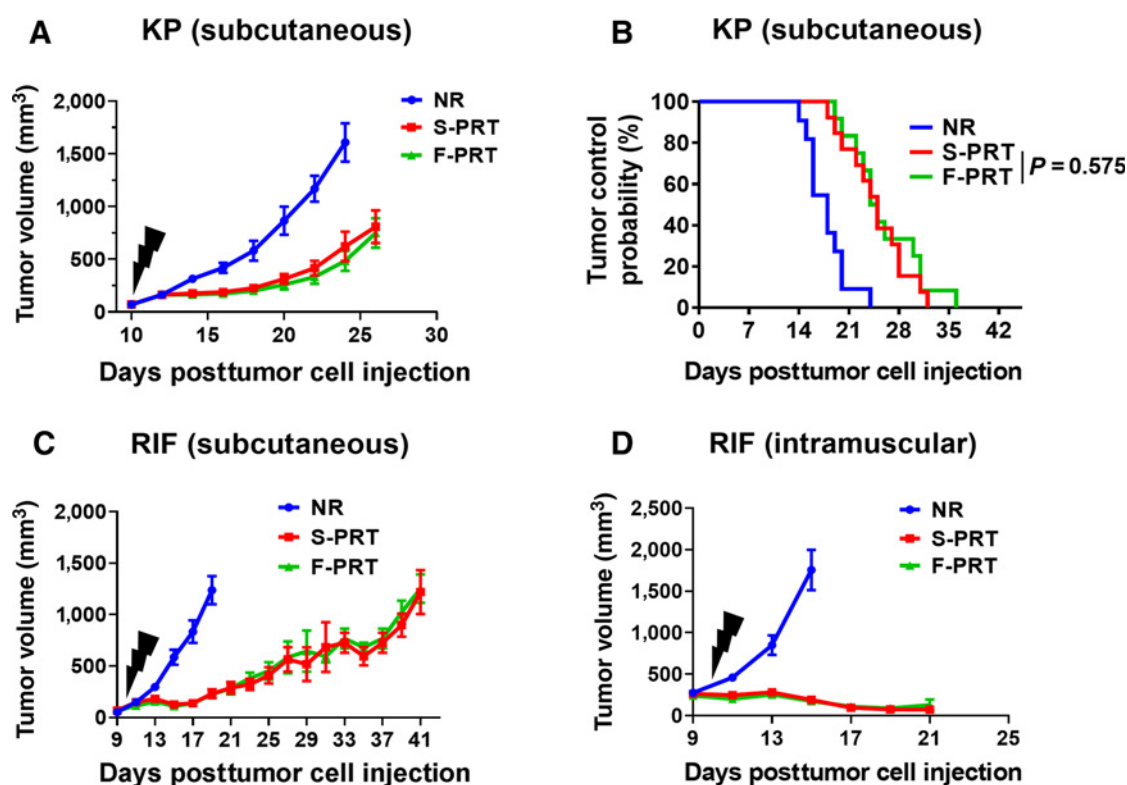 A
KP (subcutaneous)
Tumor volume (mm³)
2,000
1,500
1,000
500
0
10 15 20 25 30
Days posttumor cell injection
NR
S-PRT
F-PRT
B
KP (subcutaneous)
Tumor control
probability (%)
100
80
60
40
20
0
0 7 14 21 28 35 42
Days posttumor cell injection
NR
S-PRT
F-PRT
P = 0.575
C
RIF (subcutaneous)
Tumor volume (mm³)
2,000
1,500
1,000
500
0
9 13 17 21 25 29 33 37 41
Days posttumor cell injection
NR
S-PRT
F-PRT
D
RIF (intramuscular)
Tumor volume (mm³)
2,500
2,000
1,500
1,000
500
0
9 13 17 21 25
Days posttumor cell injection
NR
S-PRT
F-PRT